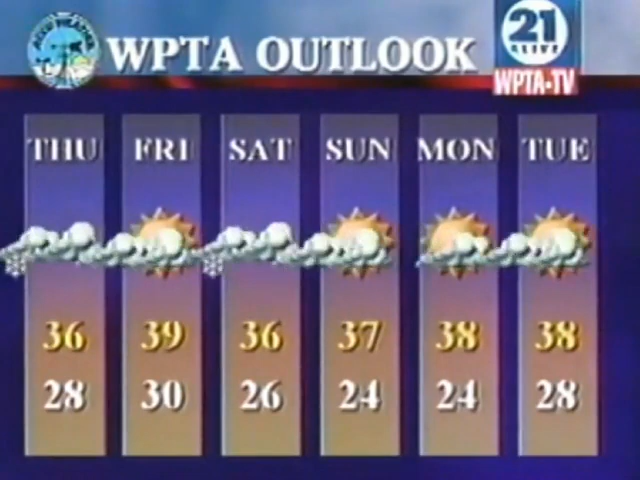 WPTA OUTLOOK
21
ALIVE
WPTA-TV
THU FRI SAT SUN MON TUE
36 39 36 37 38 38
28 30 26 24 24 28